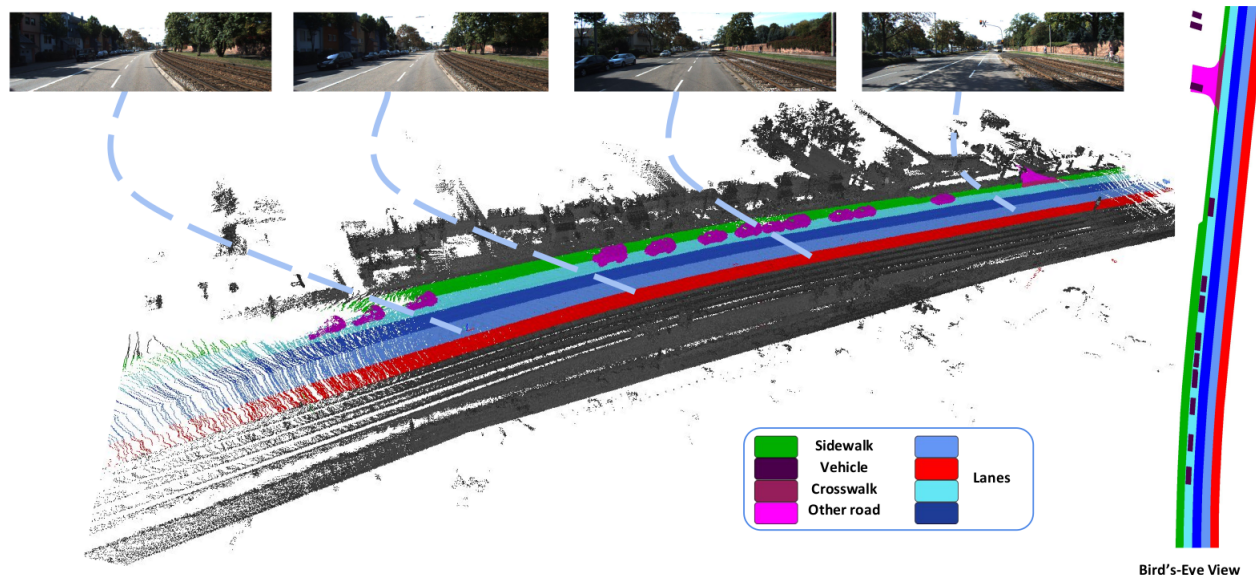 Sidewalk
Vehicle
Crosswalk
Other road
Lanes
Bird's-Eye View